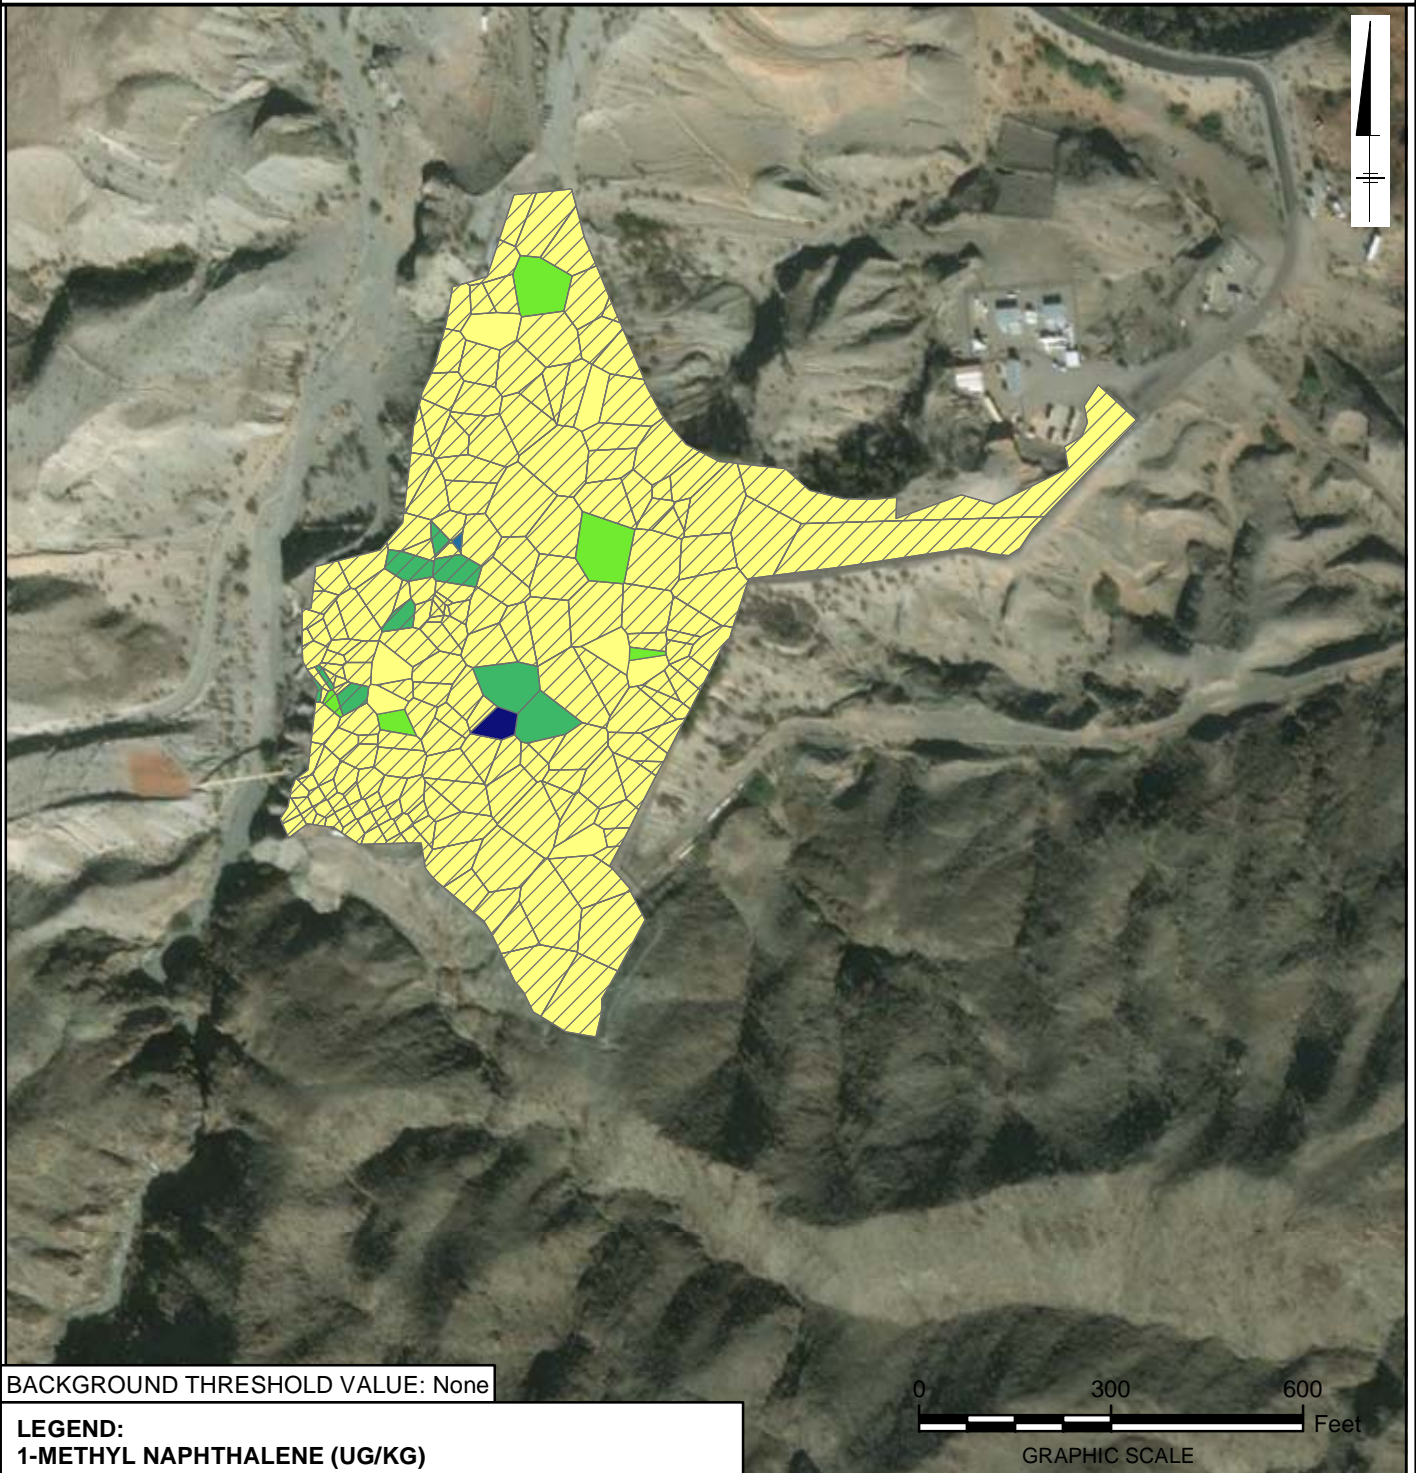 BACKGROUND THRESHOLD VALUE: None
LEGEND:
1-METHYL NAPHTHALENE (UG/KG)
0 300 600
Feet
GRAPHIC SCALE